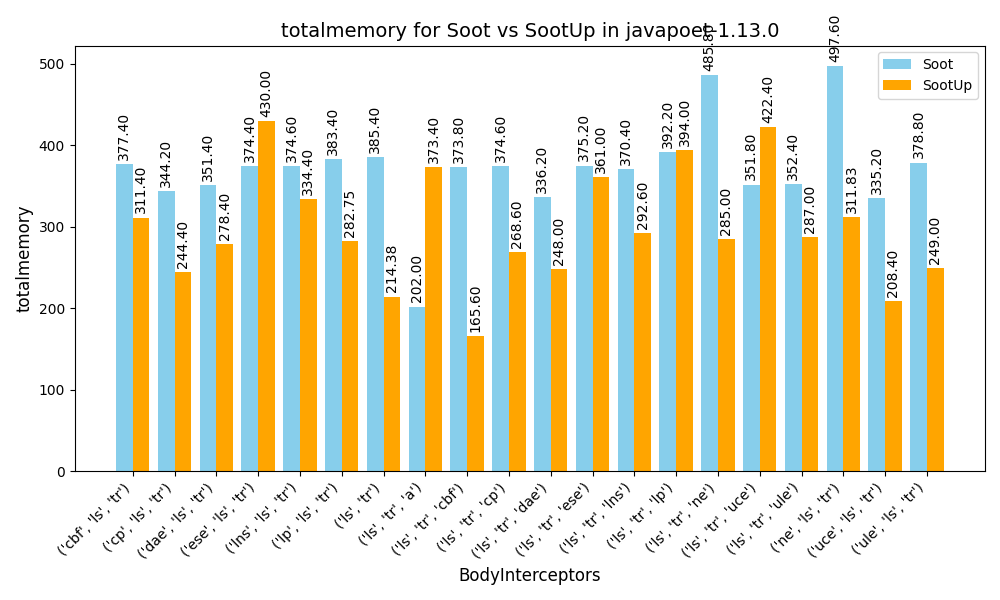 totalmemory for Soot vs SootUp in javapoet-1.13.0
Soot
SootUp
totalmemory
500
400
300
200
100
0
377.40
311.40
344.20
244.40
351.40
278.40
374.40
430.00
374.60
334.40
383.40
282.75
385.40
214.38
202.00
373.40
373.80
165.60
374.60
268.60
336.20
248.00
375.20
361.00
370.40
292.60
392.20
394.00
485.80
285.00
351.80
422.40
352.40
287.00
497.60
311.83
335.20
208.40
378.80
249.00
('cbf', 'ls', 'tr')
('cp', 'ls', 'tr')
('dae', 'ls', 'tr')
('ese', 'ls', 'tr')
('lns', 'ls', 'tr')
('lp', 'ls', 'tr')
('ls', 'tr')
('ls', 'tr', 'a')
('ls', 'tr', 'cbf')
('ls', 'tr', 'cp')
('ls', 'tr', 'dae')
('ls', 'tr', 'ese')
('ls', 'tr', 'lns')
('ls', 'tr', 'lp')
('ls', 'tr', 'ne')
('ls', 'tr', 'uce')
('ls', 'tr', 'ule')
('ne', 'ls', 'tr')
('uce', 'ls', 'tr')
('ule', 'ls', 'tr')
BodyInterceptors